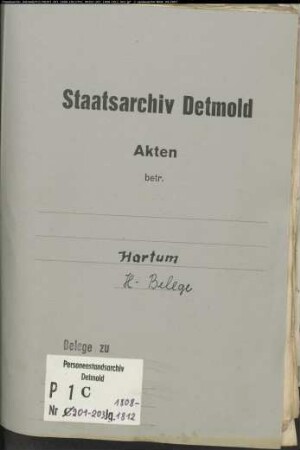 Staatsarchiv Detmold
Akten
betr.
Hartum
H- Belege
Belege zu
Personenstandsarchiv
Detmold
P 1 C
1808-
Nr 201-203 Jg. 1812